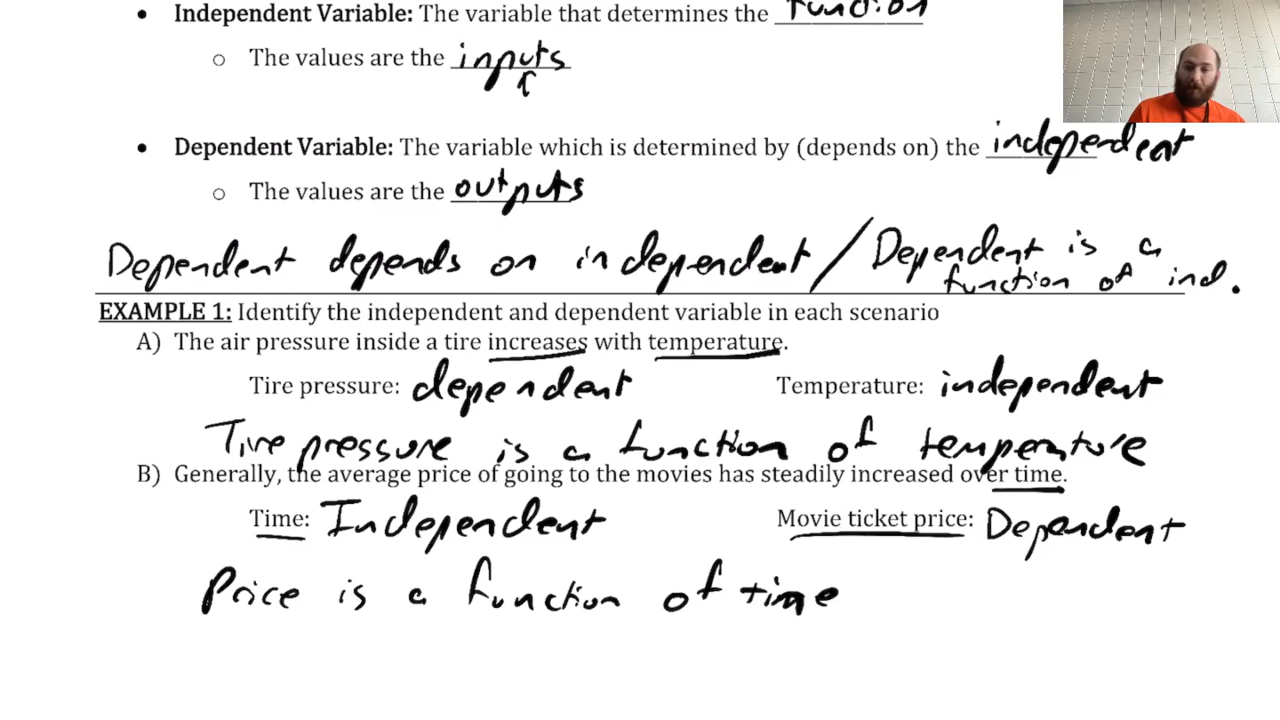 • Independent Variable: The variable that determines the function
o The values are the inputs
• Dependent Variable: The variable which is determined by (depends on) the independent
o The values are the outputs
Dependent depends on independent / Dependent is a function of ind.
EXAMPLE 1: Identify the independent and dependent variable in each scenario
A) The air pressure inside a tire increases with temperature.
Tire pressure: dependent Temperature: independent
Tire pressure is a function of temperature
B) Generally, the average price of going to the movies has steadily increased over time.
Time: Independent Movie ticket price: Dependent
Price is a function of time